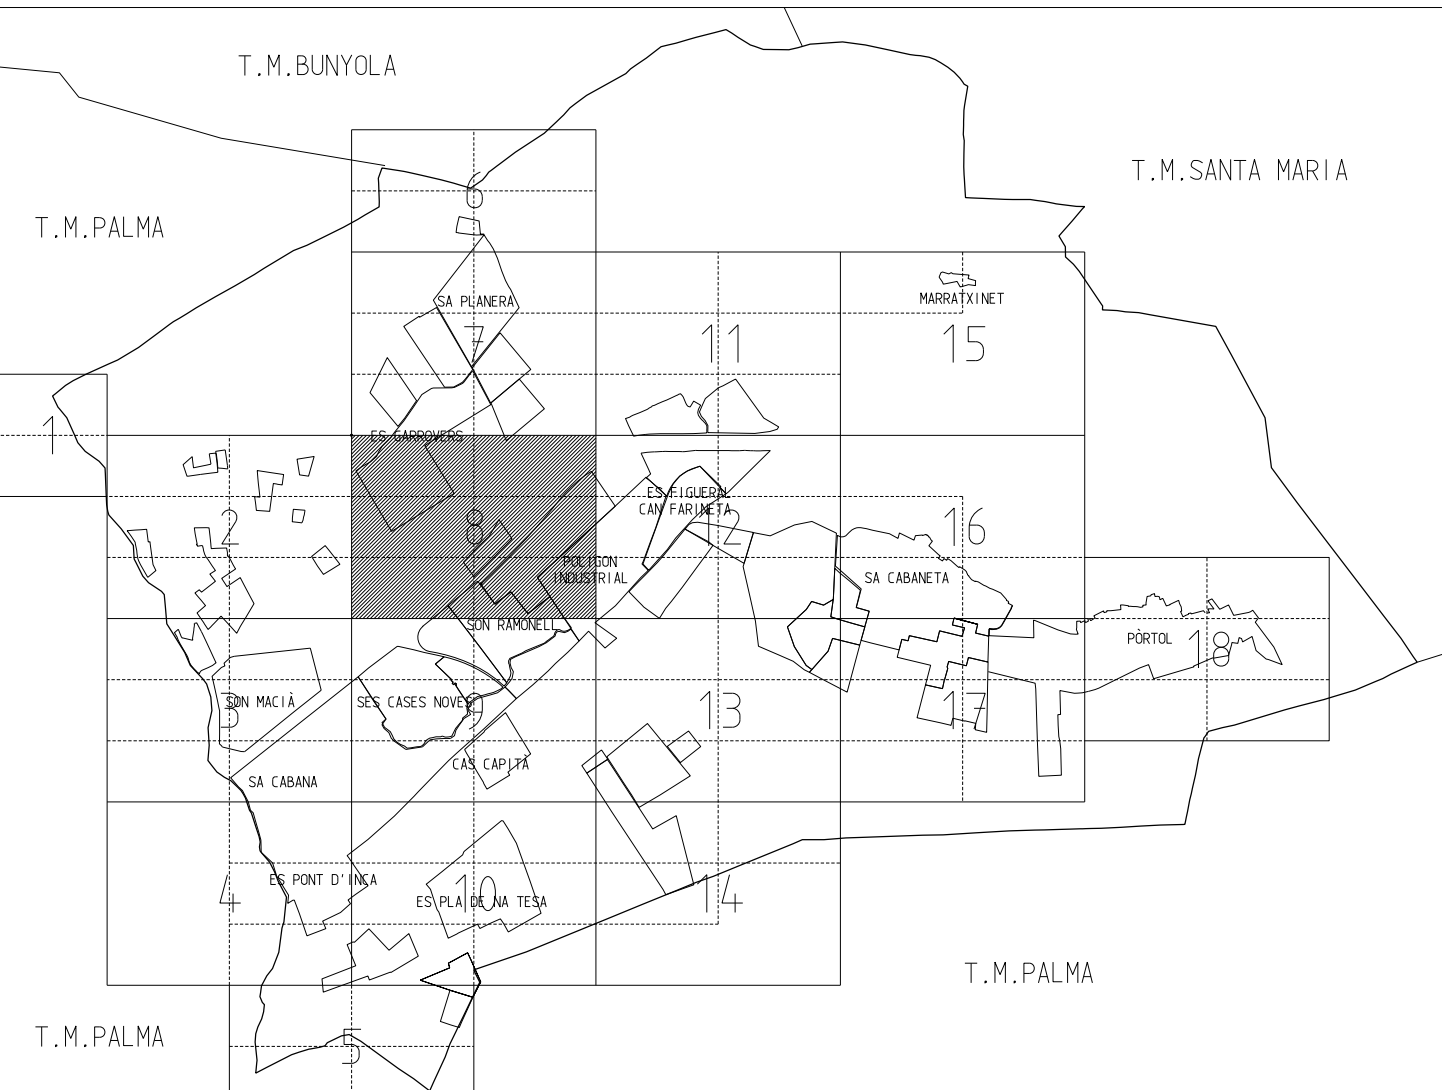 T.M.BUNYOLA
T.M.SANTA MARIA
T.M.PALMA
6
SA PLANERA
MARRATXINET
7
11
15
1
ES GARROVERS
ES FIGUERAL
CAN FARINETA
2
8
12
16
POLIGON
INDUSTRIAL
SA CABANETA
SON RAMONELL
PÒRTOL
18
SON MACIÀ
SES CASES NOVES
3
9
13
17
CAS CAPITÀ
SA CABANA
ES PONT D'INCA
4
10
14
ES PLA DE NA TESA
T.M.PALMA
T.M.PALMA
5